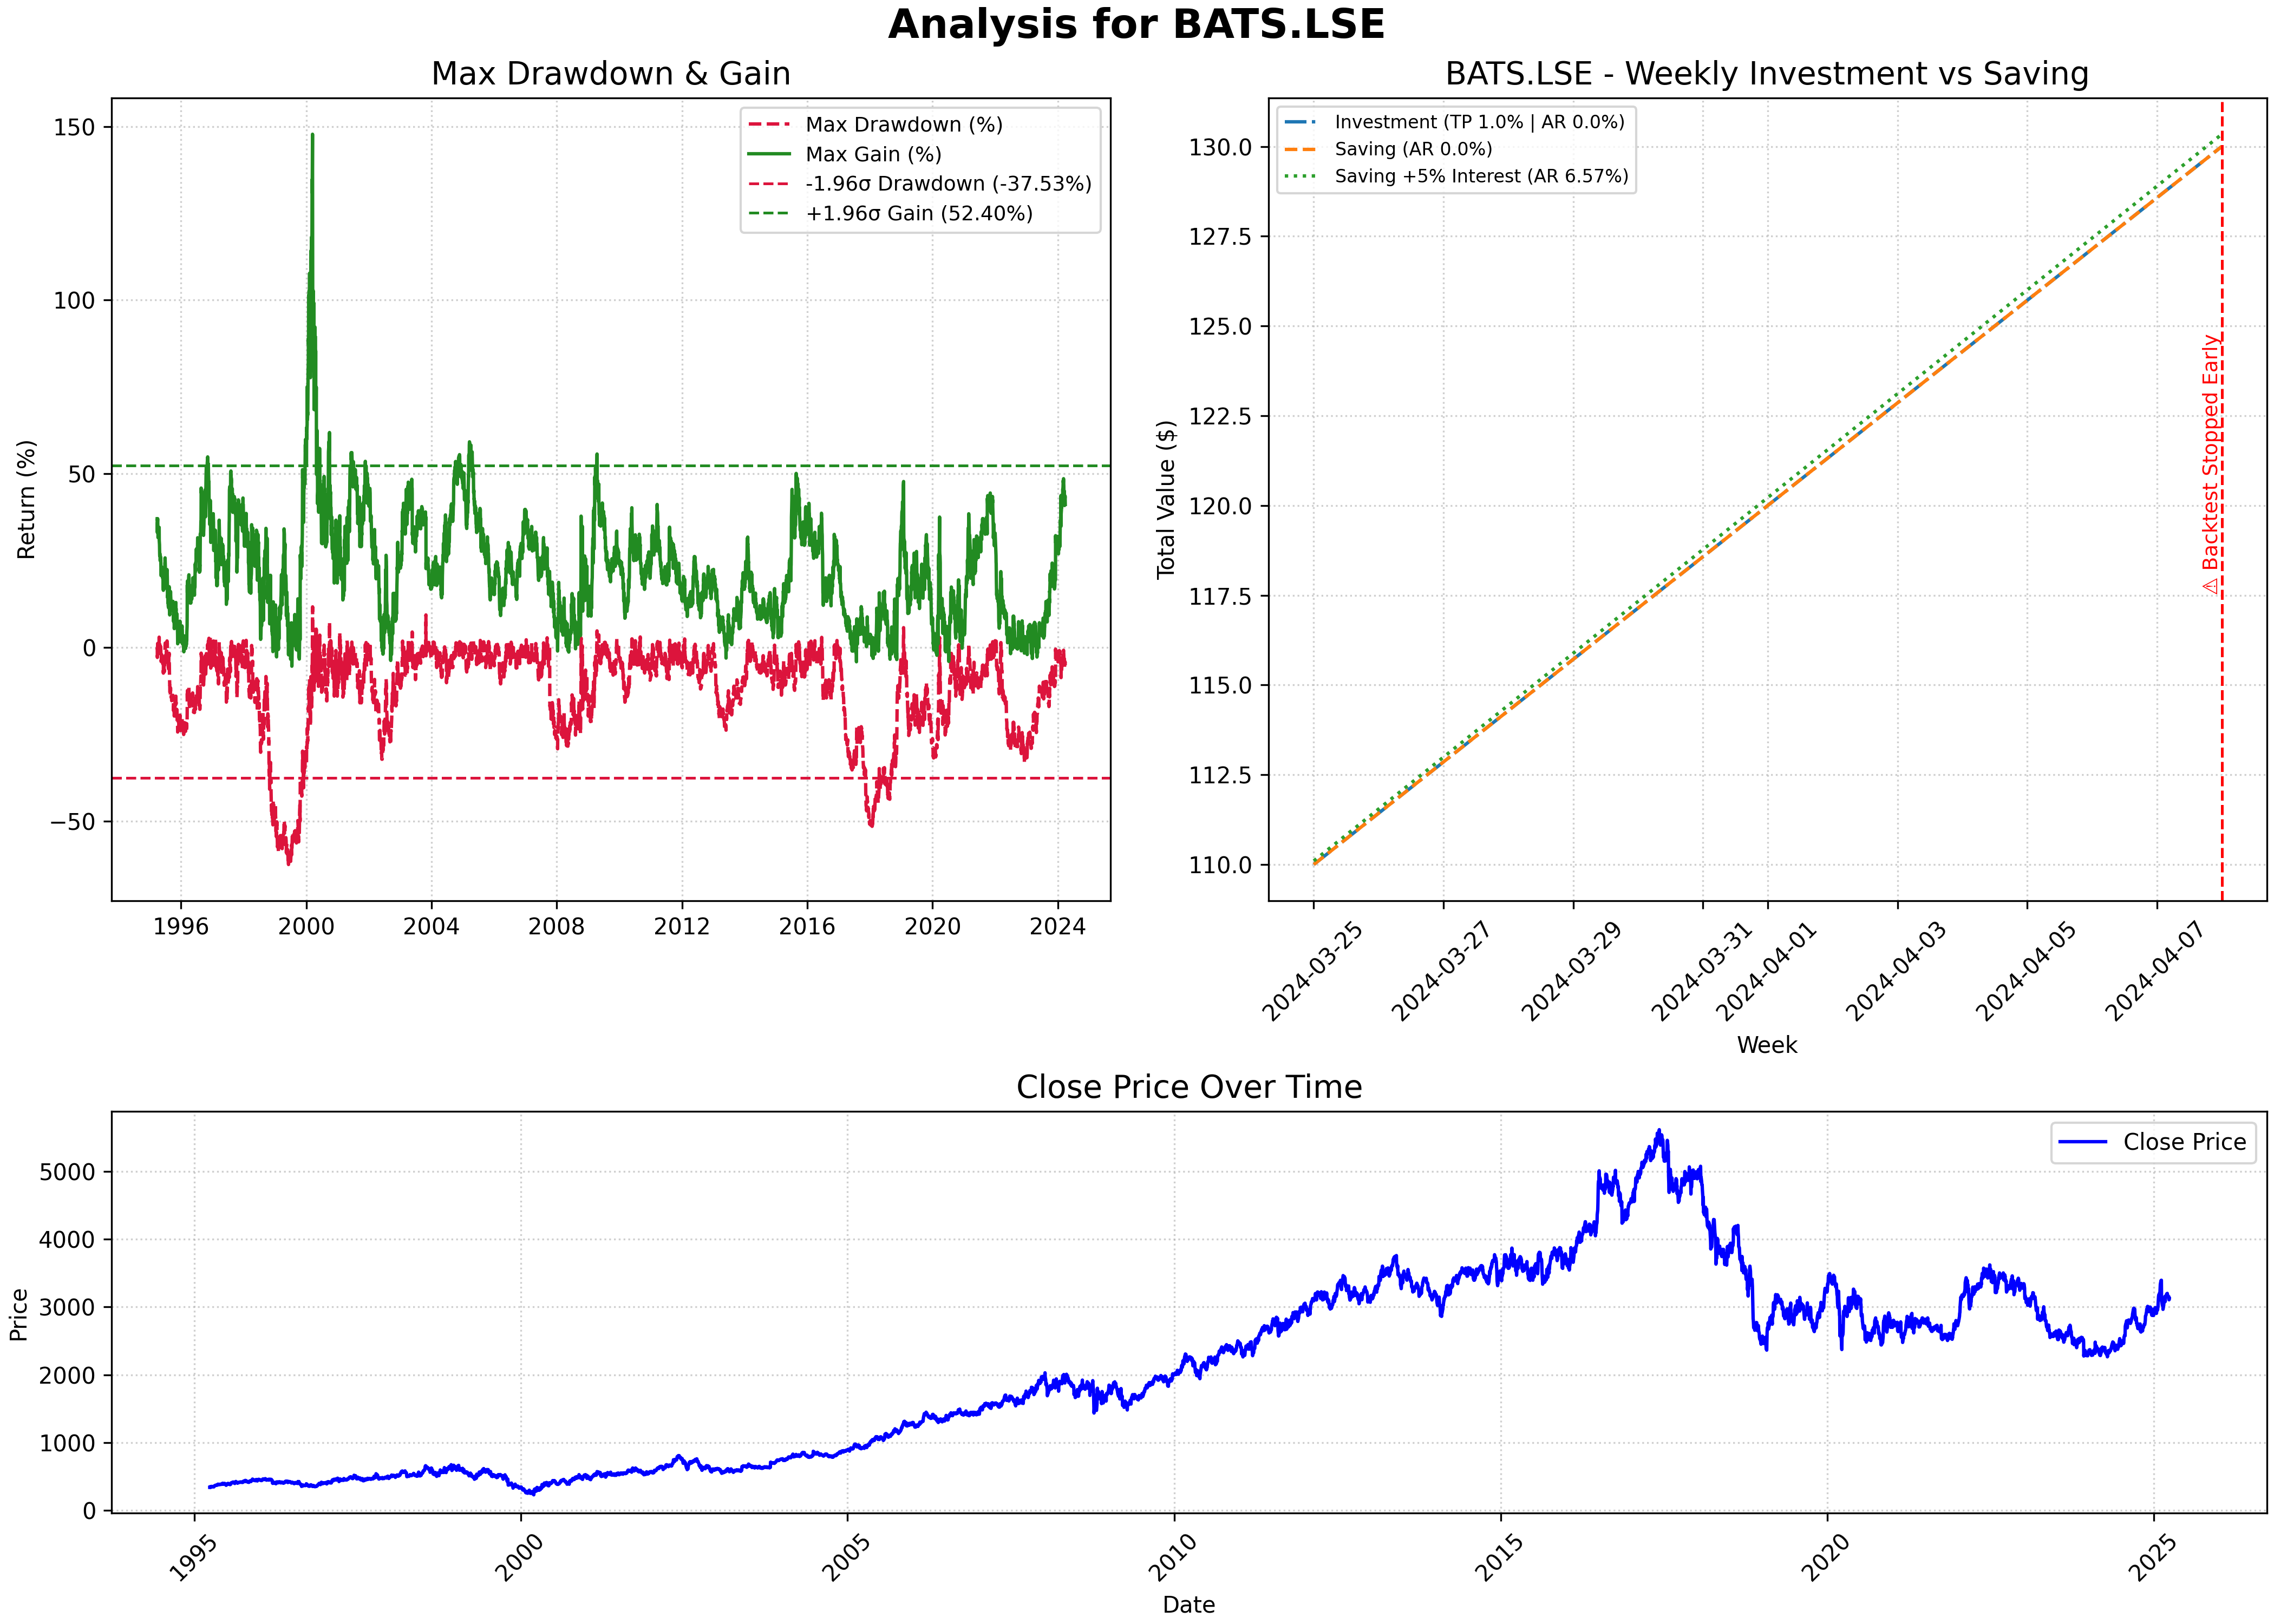 Analysis for BATS.LSE
Max Drawdown & Gain
Return (%)
150
100
50
0
−50
1996
2000
2004
2008
2012
2016
2020
2024
Max Drawdown (%)
Max Gain (%)
-1.96σ Drawdown (-37.53%)
+1.96σ Gain (52.40%)
BATS.LSE - Weekly Investment vs Saving
Total Value ($)
130.0
127.5
125.0
122.5
120.0
117.5
115.0
112.5
110.0
Investment (TP 1.0% | AR 0.0%)
Saving (AR 0.0%)
Saving +5% Interest (AR 6.57%)
⚠ Backtest Stopped Early
2024-03-25
2024-03-27
2024-03-29
2024-03-31
2024-04-01
2024-04-03
2024-04-05
2024-04-07
Week
Close Price Over Time
Price
5000
4000
3000
2000
1000
0
Close Price
1995
2000
2005
2010
2015
2020
2025
Date